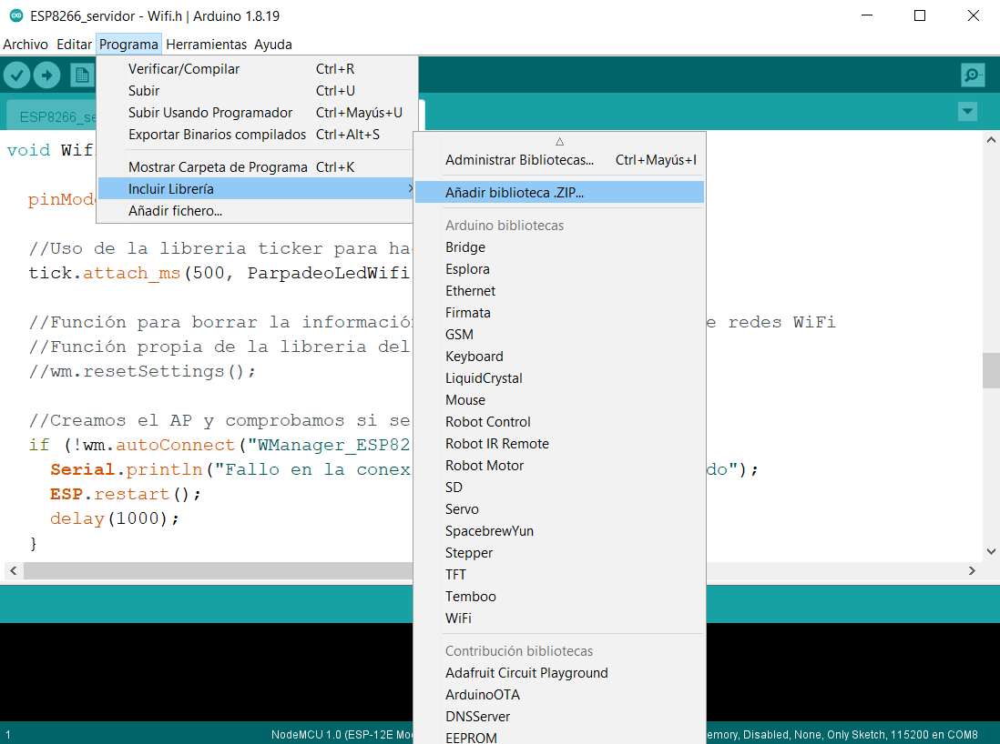 ESP8266_servidor - Wifi.h | Arduino 1.8.19
Archivo Editar Programa Herramientas Ayuda
Verificar/Compilar Ctrl+R
Subir Ctrl+U
Subir Usando Programador Ctrl+Mayús+U
Exportar Binarios compilados Ctrl+Alt+S
Mostrar Carpeta de Programa Ctrl+K
Incluir Librería
Añadir fichero...
Administrar Bibliotecas... Ctrl+Mayús+I
Añadir biblioteca .ZIP...
Arduino bibliotecas
Bridge
Esplora
Ethernet
Firmata
GSM
Keyboard
LiquidCrystal
Mouse
Robot Control
Robot IR Remote
Robot Motor
SD
Servo
SpacebrewYun
Stepper
TFT
Temboo
WiFi
Contribución bibliotecas
Adafruit Circuit Playground
ArduinoOTA
DNSServer
EEPROM
ESP8266_se
void Wif
pinMod
//Uso de la libreria ticker para ha
tick.attach_ms(500, ParpadeoLedWifi
//Función para borrar la informació e redes WiFi
//Función propia de la libreria del
//wm.resetSettings();
//Creamos el AP y comprobamos si se
if (!wm.autoConnect("WManager_ESP82
Serial.println("Fallo en la conex do");
ESP.restart();
delay(1000);
}
1 NodeMCU 1.0 (ESP-12E Mo emory, Disabled, None, Only Sketch, 115200 en COM8